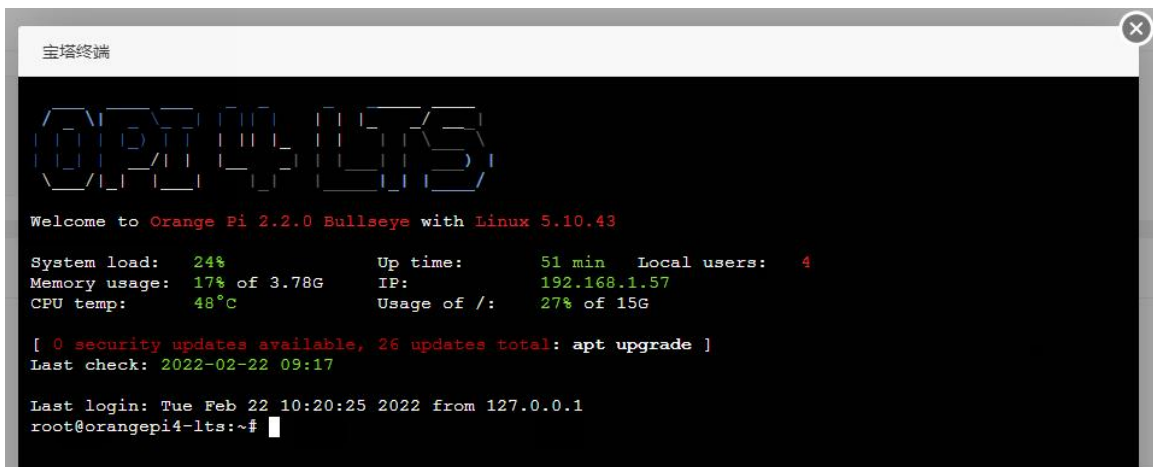 宝塔终端
OPI 4 LTS
Welcome to Orange Pi 2.2.0 Bullseye with Linux 5.10.43
System load: 24% Up time: 51 min Local users: 4
Memory usage: 17% of 3.78G IP: 192.168.1.57
CPU temp: 48°C Usage of /: 27% of 15G
[ 0 security updates available, 26 updates total: apt upgrade ]
Last check: 2022-02-22 09:17
Last login: Tue Feb 22 10:20:25 2022 from 127.0.0.1
root@orangepi4-lts:~#